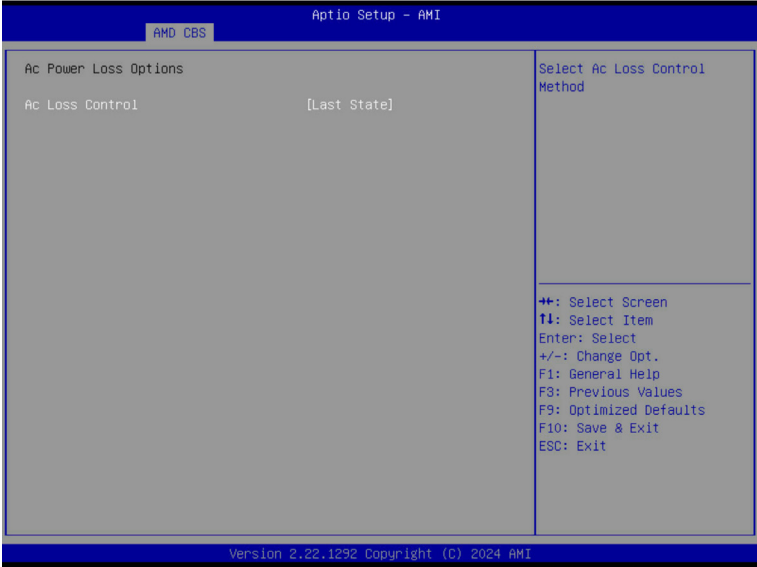 Aptio Setup – AMI
AMD CBS
Ac Power Loss Options
Ac Loss Control [Last State]
Select Ac Loss Control
Method
→←: Select Screen
↑↓: Select Item
Enter: Select
+/-: Change Opt.
F1: General Help
F3: Previous Values
F9: Optimized Defaults
F10: Save & Exit
ESC: Exit
Version 2.22.1292 Copyright (C) 2024 AMI